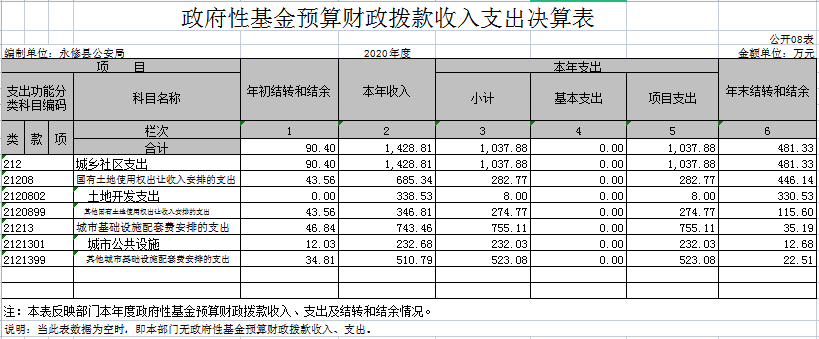 政府性基金预算财政拨款收入支出决算表
公开08表
编制单位：永修县公安局 2020年度 金额单位：万元
项 目 年初结转和结余 本年收入 本年支出 年末结转和结余
支出功能分类科目编码 科目名称 小计 基本支出 项目支出
类 款 项 栏次 1 2 3 4 5 6
合计 90.40 1,428.81 1,037.88 0.00 1,037.88 481.33
212 城乡社区支出 90.40 1,428.81 1,037.88 0.00 1,037.88 481.33
21208 国有土地使用权出让收入安排的支出 43.56 685.34 282.77 0.00 282.77 446.14
2120802 土地开发支出 0.00 338.53 8.00 0.00 8.00 330.53
2120899 其他国有土地使用权出让收入安排的支出 43.56 346.81 274.77 0.00 274.77 115.60
21213 城市基础设施配套费安排的支出 46.84 743.46 755.11 0.00 755.11 35.19
2121301 城市公共设施 12.03 232.68 232.03 0.00 232.03 12.68
2121399 其他城市基础设施配套费安排的支出 34.81 510.79 523.08 0.00 523.08 22.51
注：本表反映部门本年度政府性基金预算财政拨款收入、支出及结转和结余情况。
说明：当此表数据为空时，即本部门无政府性基金预算财政拨款收入、支出。